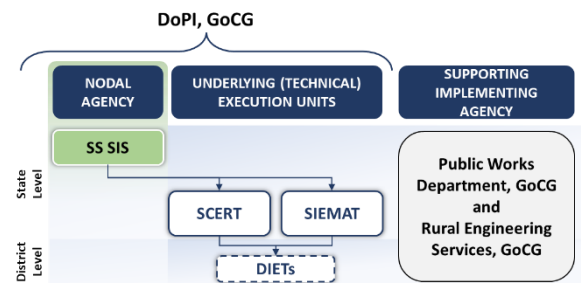 DoPI, GoCG
NODAL
AGENCY
UNDERLYING (TECHNICAL)
EXECUTION UNITS
SUPPORTING
IMPLEMENTING
AGENCY
State
Level
SS SIS
SCERT
SIEMAT
Public Works
Department, GoCG
and
Rural Engineering
Services, GoCG
District
Level
DIETs